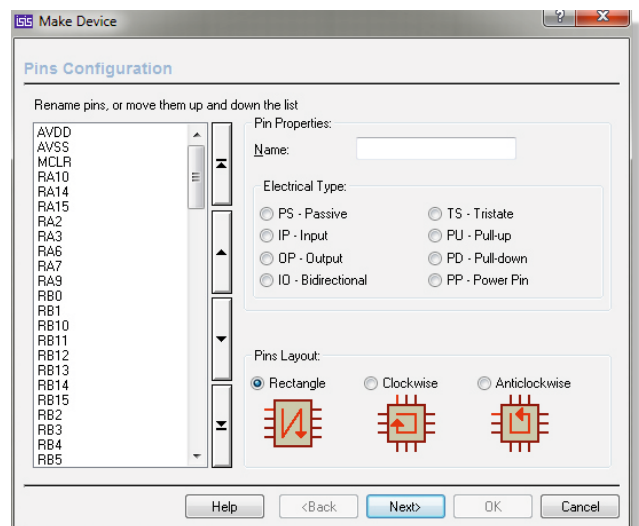 ISIS Make Device
Pins Configuration
Rename pins, or move them up and down the list
AVDD
AVSS
MCLR
RA10
RA14
RA15
RA2
RA3
RA6
RA7
RA9
RB0
RB1
RB10
RB11
RB12
RB13
RB14
RB15
RB2
RB3
RB4
RB5
Pin Properties:
Name:
Electrical Type:
PS - Passive
TS - Tristate
IP - Input
PU - Pull-up
OP - Output
PD - Pull-down
IO - Bidirectional
PP - Power Pin
Pins Layout:
Rectangle
Clockwise
Anticlockwise
Help
<Back
Next>
OK
Cancel